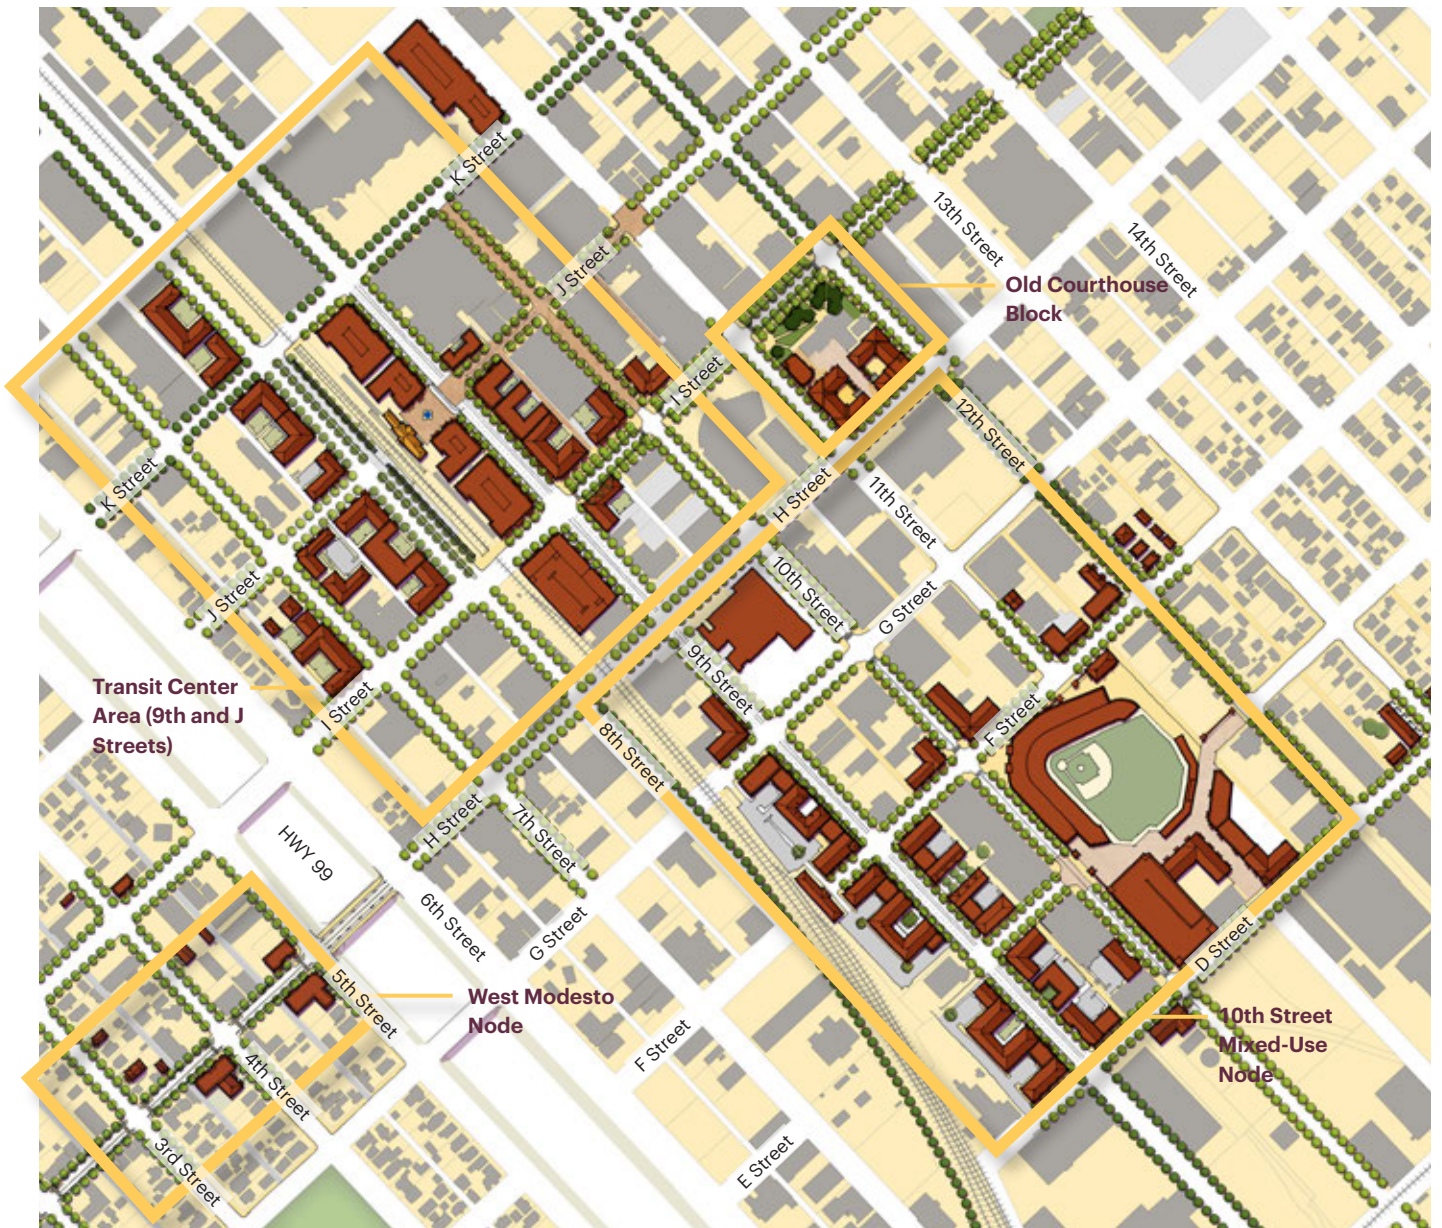 K Street
J Street
13th Street
14th Street
Old Courthouse
Block
I Street
12th Street
K Street
H Street
11th Street
10th Street
G Street
J Street
9th Street
Transit Center
Area (9th and J
Streets)
I Street
F Street
8th Street
H Street
7th Street
HWY 99
6th Street
G Street
D Street
5th Street
West Modesto
Node
10th Street
Mixed-Use
Node
F Street
4th Street
E Street
3rd Street